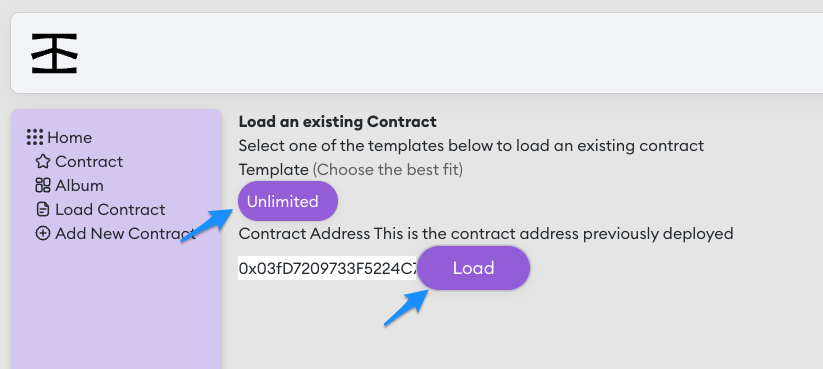 Home
Contract
Album
Load Contract
Add New Contract
Load an existing Contract
Select one of the templates below to load an existing contract
Template (Choose the best fit)
Unlimited
Contract Address This is the contract address previously deployed
0x03fD7209733F5224C7
Load